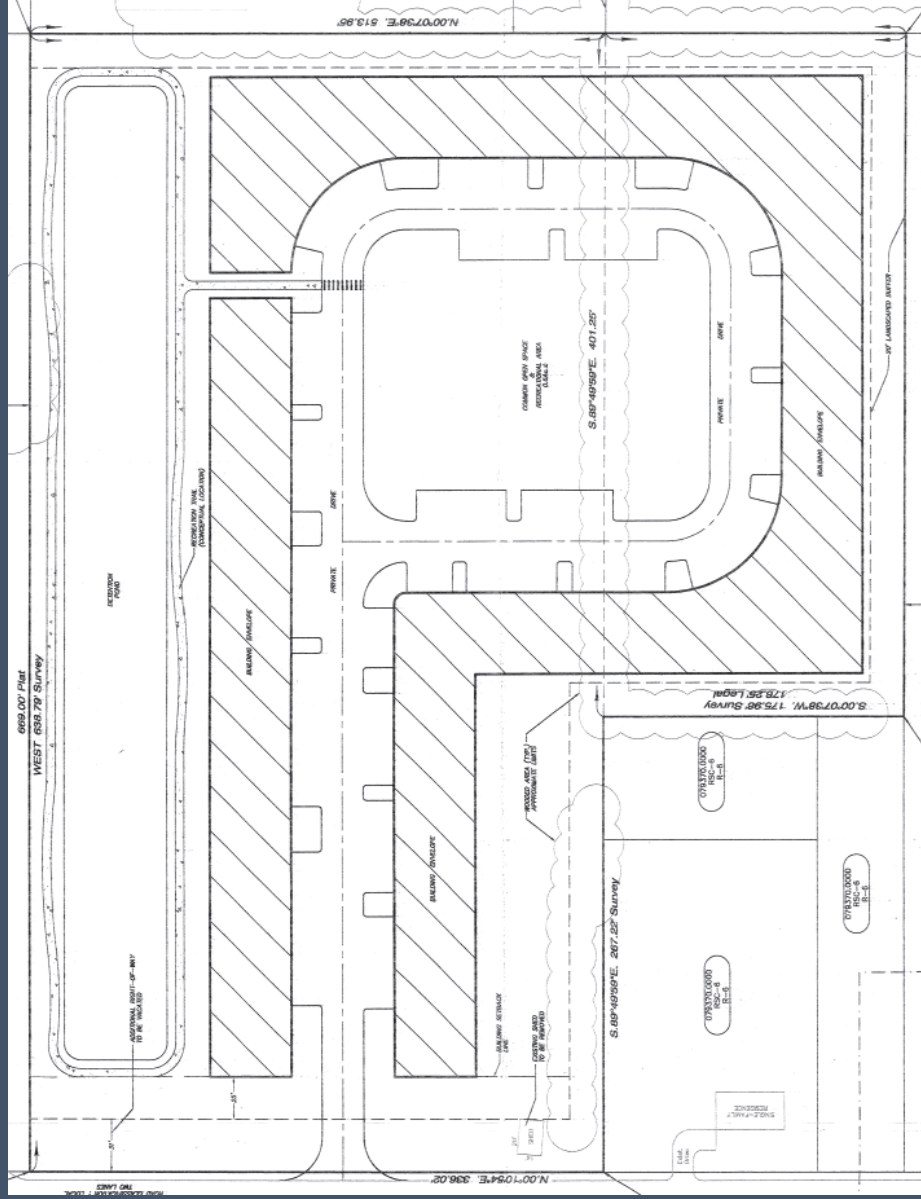 N.00°07'38"E. 513.95'
20' LANDSCAPED BUFFER
COMMON OPEN SPACE
&
RECREATIONAL AREA
S.89°49'59"E. 401.25'
PRIVATE DRIVE
BUILDING ENVELOPE
RECREATION TRAIL
(CONCEPTUAL LOCATION)
PRIVATE DRIVE
DETENTION
POND
BUILDING ENVELOPE
669.00' Plat
WEST 638.79' Survey
S.00°07'38"W. 175.98' Survey
178.25' Legal
WOODED AREA (TYP.)
APPROXIMATE LIMITS
079370.0000
RSC-6
R-6
BUILDING ENVELOPE
079370.0000
RSC-6
R-6
S.89°49'59"E. 267.22' Survey
ADDITIONAL RIGHT-OF-WAY
TO BE VACATED
079370.0000
RSC-6
R-6
BUILDING SETBACK
LINE
EXISTING SHED
TO BE REMOVED
SINGLE-FAMILY
RESIDENCE
SHED
N.00°10'54"E. 336.02'
TWO LANES